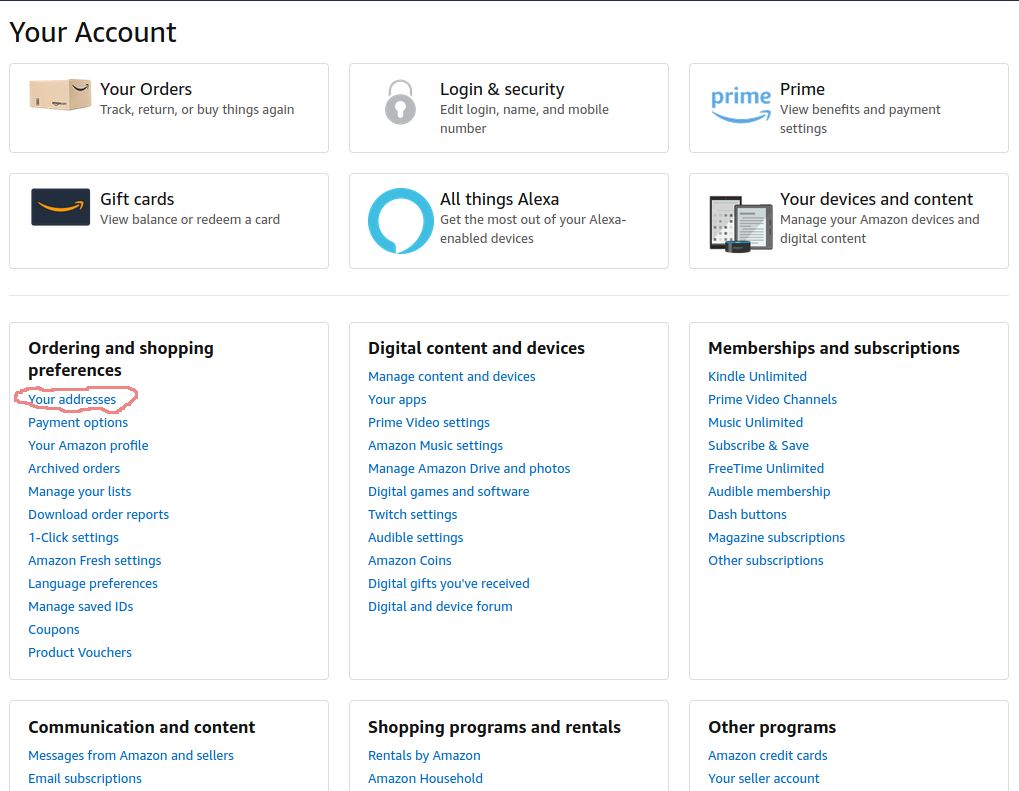 Your Account
Your Orders
Track, return, or buy things again
Login & security
Edit login, name, and mobile
number
prime
Prime
View benefits and payment
settings
Gift cards
View balance or redeem a card
All things Alexa
Get the most out of your Alexa-
enabled devices
Your devices and content
Manage your Amazon devices and
digital content
Ordering and shopping
preferences
Your addresses
Payment options
Your Amazon profile
Archived orders
Manage your lists
Download order reports
1-Click settings
Amazon Fresh settings
Language preferences
Manage saved IDs
Coupons
Product Vouchers
Digital content and devices
Manage content and devices
Your apps
Prime Video settings
Amazon Music settings
Manage Amazon Drive and photos
Digital games and software
Twitch settings
Audible settings
Amazon Coins
Digital gifts you've received
Digital and device forum
Memberships and subscriptions
Kindle Unlimited
Prime Video Channels
Music Unlimited
Subscribe & Save
FreeTime Unlimited
Audible membership
Dash buttons
Magazine subscriptions
Other subscriptions
Communication and content
Messages from Amazon and sellers
Email subscriptions
Shopping programs and rentals
Rentals by Amazon
Amazon Household
Other programs
Amazon credit cards
Your seller account